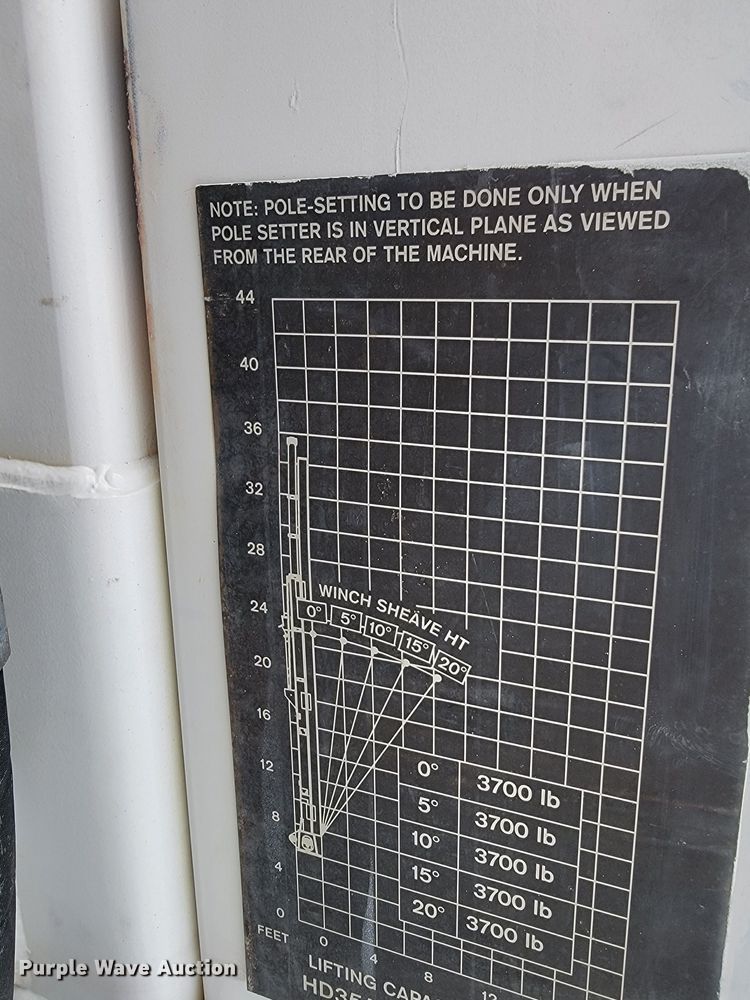 NOTE: POLE-SETTING TO BE DONE ONLY WHEN
POLE SETTER IS IN VERTICAL PLANE AS VIEWED
FROM THE REAR OF THE MACHINE.
44
40
36
32
28
24
20
16
12
8
4
0
FEET
WINCH SHEAVE HT
0° 5° 10° 15° 20°
0° 3700 lb
5° 3700 lb
10° 3700 lb
15° 3700 lb
20° 3700 lb
0 4 8 12
LIFTING
Purple Wave Auction